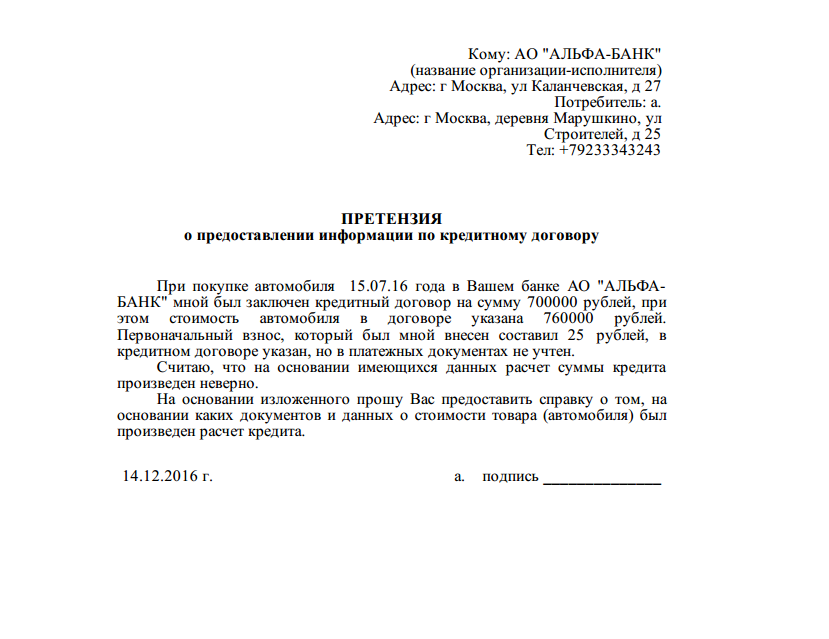 Кому: АО "АЛЬФА-БАНК"
(название организации-исполнителя)
Адрес: г Москва, ул Каланчевская, д 27
Потребитель: а.
Адрес: г Москва, деревня Марушкино, ул
Строителей, д 25
Тел: +79233343243
ПРЕТЕНЗИЯ
о предоставлении информации по кредитному договору
При покупке автомобиля 15.07.16 года в Вашем банке АО "АЛЬФА-
БАНК" мной был заключен кредитный договор на сумму 700000 рублей, при
этом стоимость автомобиля в договоре указана 760000 рублей.
Первоначальный взнос, который был мной внесен составил 25 рублей, в
кредитном договоре указан, но в платежных документах не учтен.
Считаю, что на основании имеющихся данных расчет суммы кредита
произведен неверно.
На основании изложенного прошу Вас предоставить справку о том, на
основании каких документов и данных о стоимости товара (автомобиля) был
произведен расчет кредита.
14.12.2016 г. а. подпись _______________